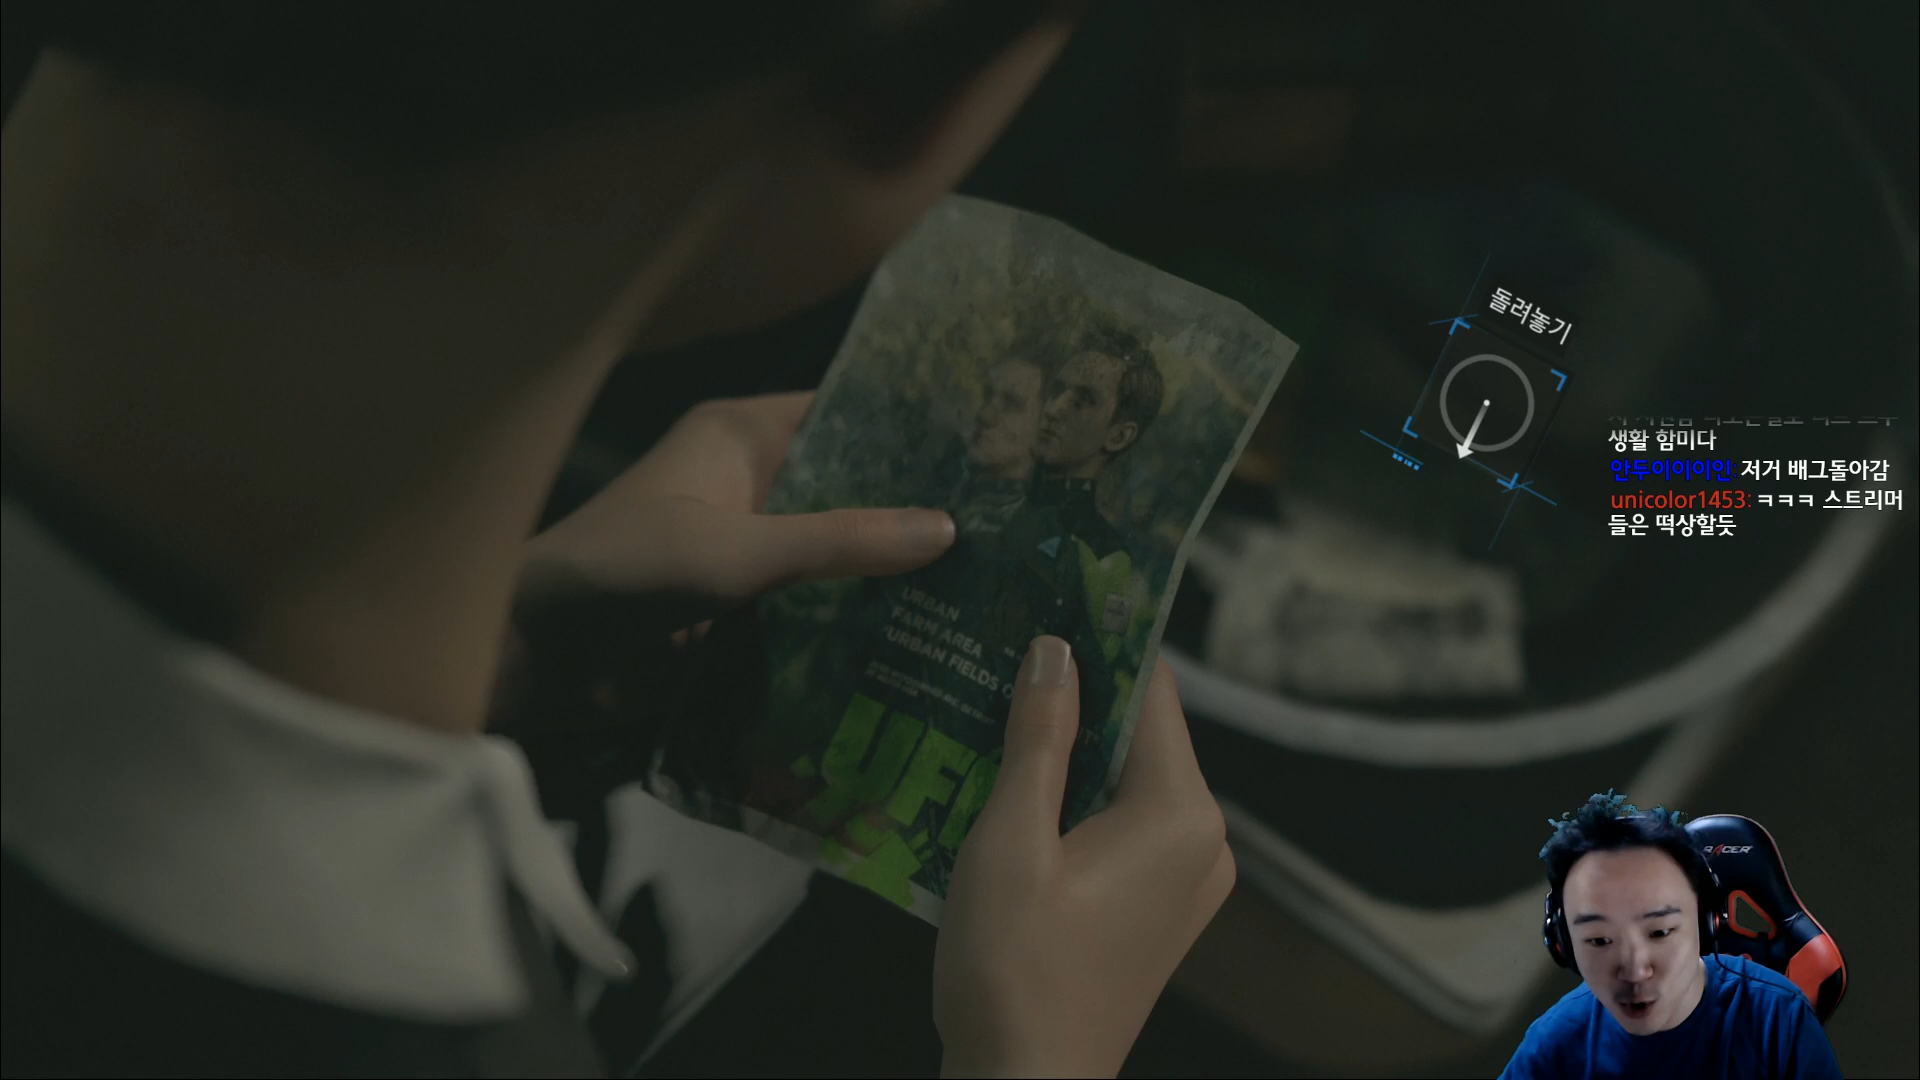 돌려놓기
생활 함미다
안두이이이인: 저거 배그돌아감
unicolor1453: ㅋㅋㅋ 스트리머
들은 떡상할듯
URBAN
FARM AREA
"URBAN FIELDS O
UF
RACER